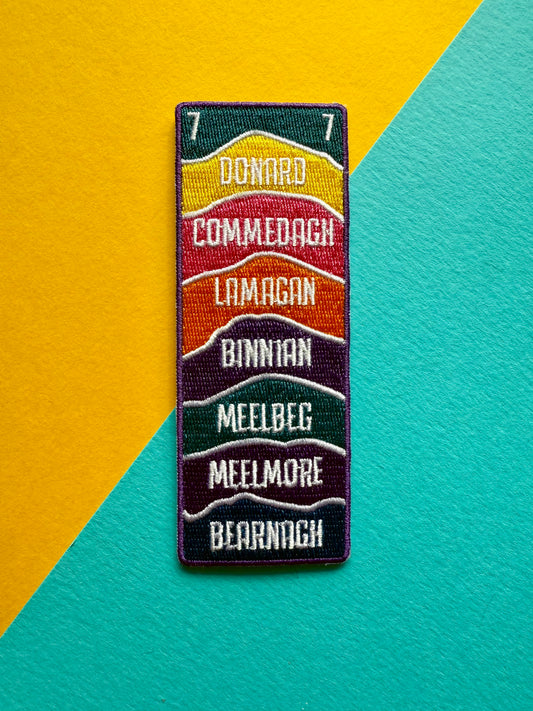 7 7
DONARD
COMMEDAGH
LAMAGAN
BINNIAN
MEELBEG
MEELMORE
BEARNAGH